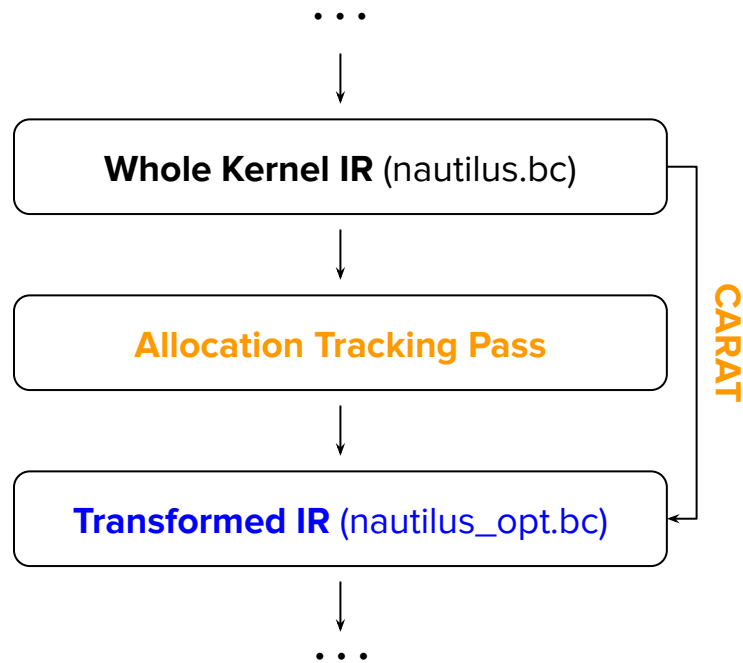 ...
Whole Kernel IR (nautilus.bc)
Allocation Tracking Pass
CARAT
Transformed IR (nautilus_opt.bc)
...